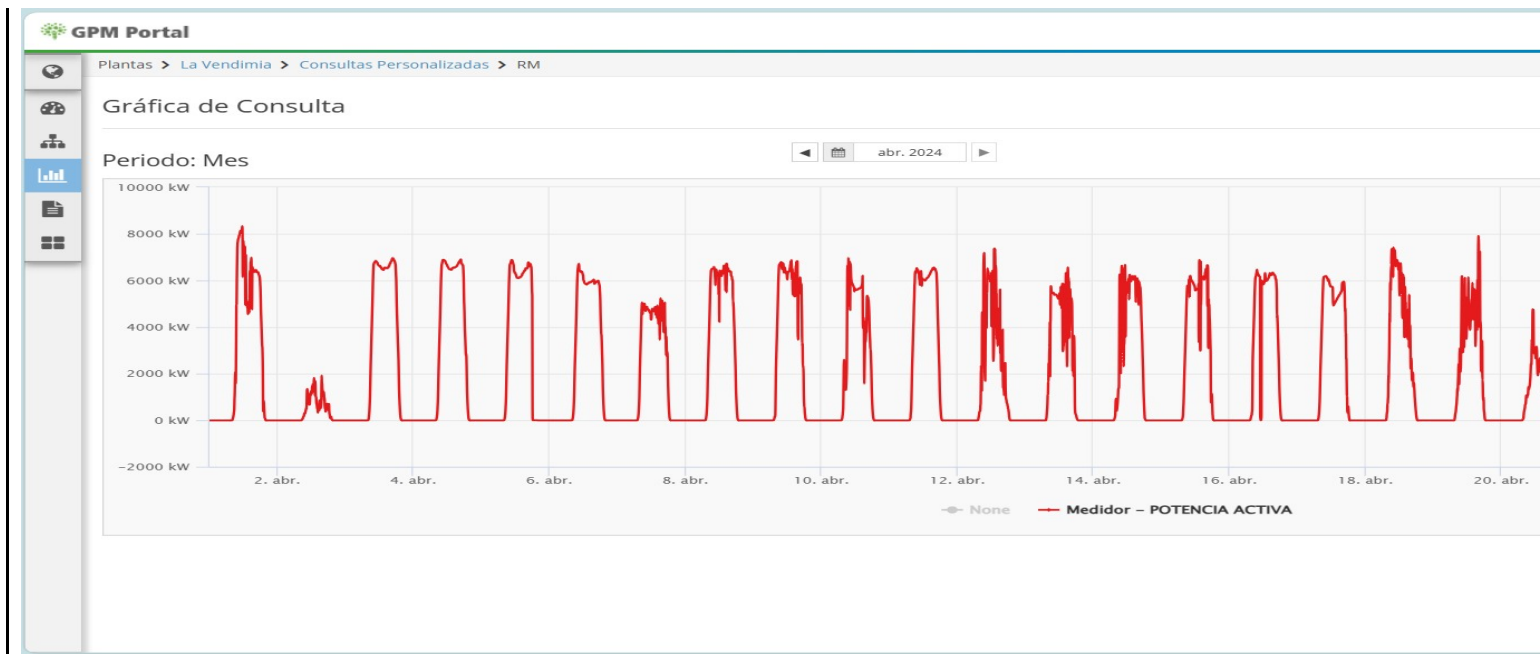 GPM Portal
Plantas > La Vendimia > Consultas Personalizadas > RM
Gráfica de Consulta
Periodo: Mes
abr. 2024
10000 kW
8000 kW
6000 kW
4000 kW
2000 kW
0 kW
−2000 kW
2. abr. 4. abr. 6. abr. 8. abr. 10. abr. 12. abr. 14. abr. 16. abr. 18. abr. 20. abr.
None Medidor – POTENCIA ACTIVA